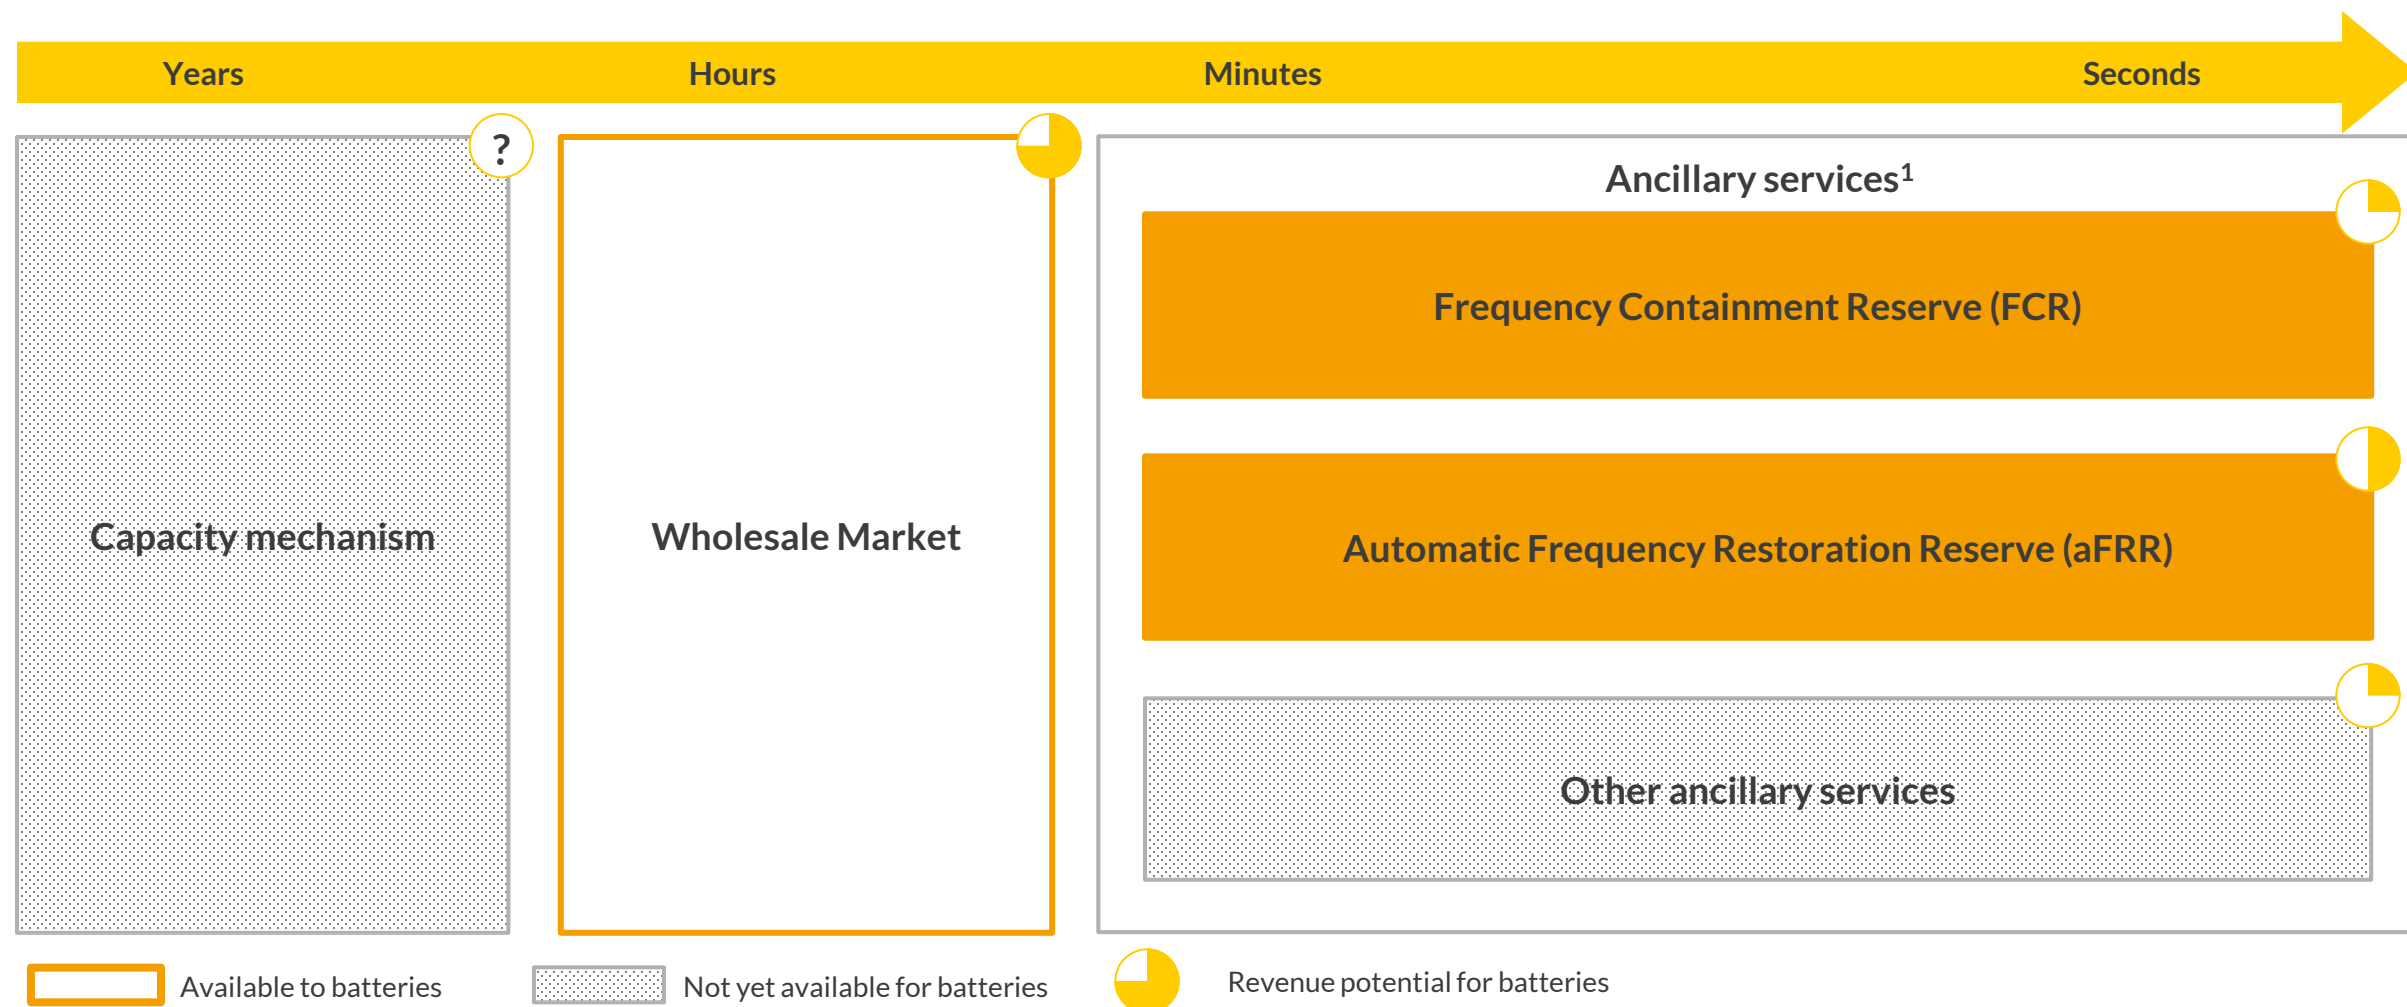 Years
Hours
Minutes
Seconds
?
Ancillary services¹
Frequency Containment Reserve (FCR)
Capacity mechanism
Wholesale Market
Automatic Frequency Restoration Reserve (aFRR)
Other ancillary services
Available to batteries
Not yet available for batteries
Revenue potential for batteries